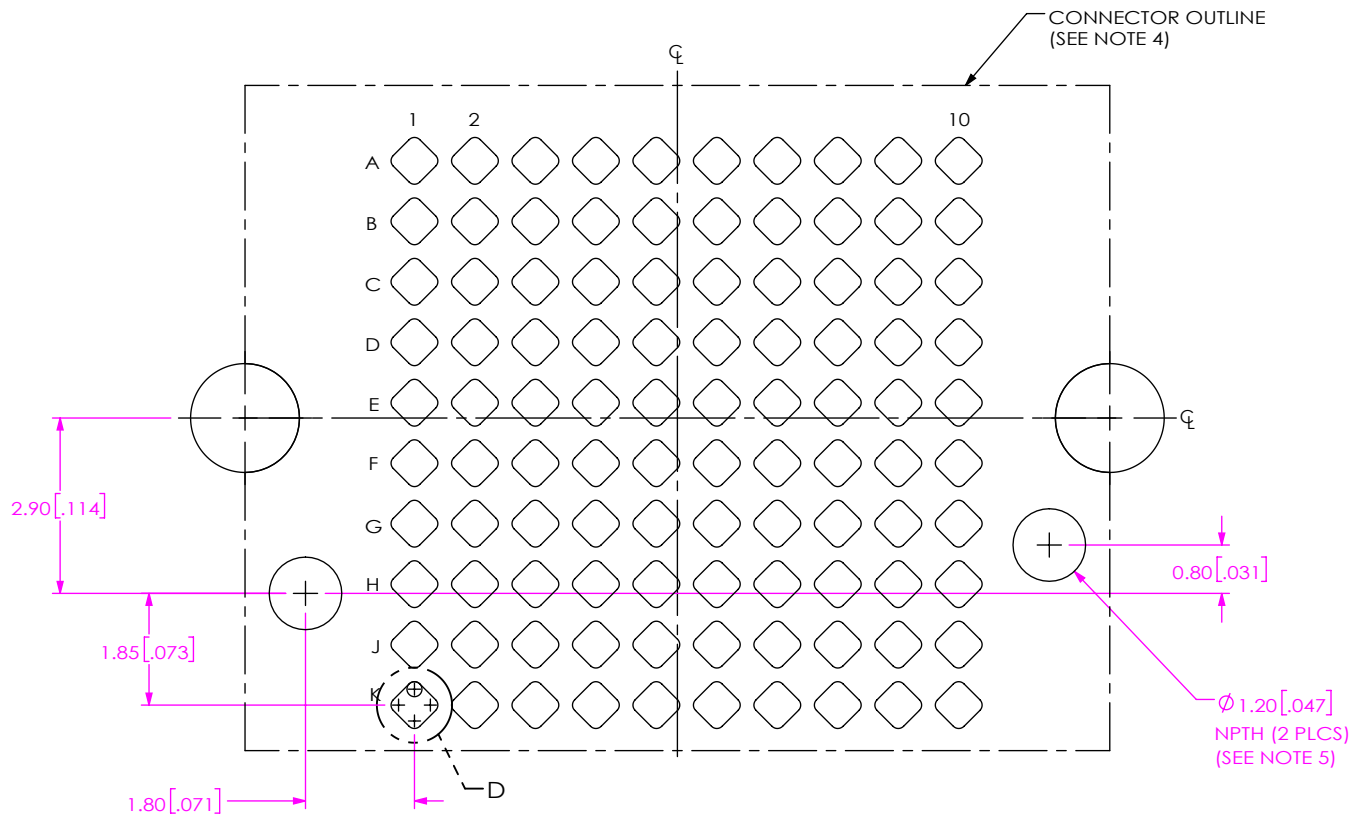 CONNECTOR OUTLINE
(SEE NOTE 4)
℄
1 2 10
A
B
C
D
E
℄
F
2.90[.114]
G
H
0.80[.031]
J
1.85[.073]
K
⌀1.20[.047]
NPTH (2 PLCS)
(SEE NOTE 5)
D
1.80[.071]